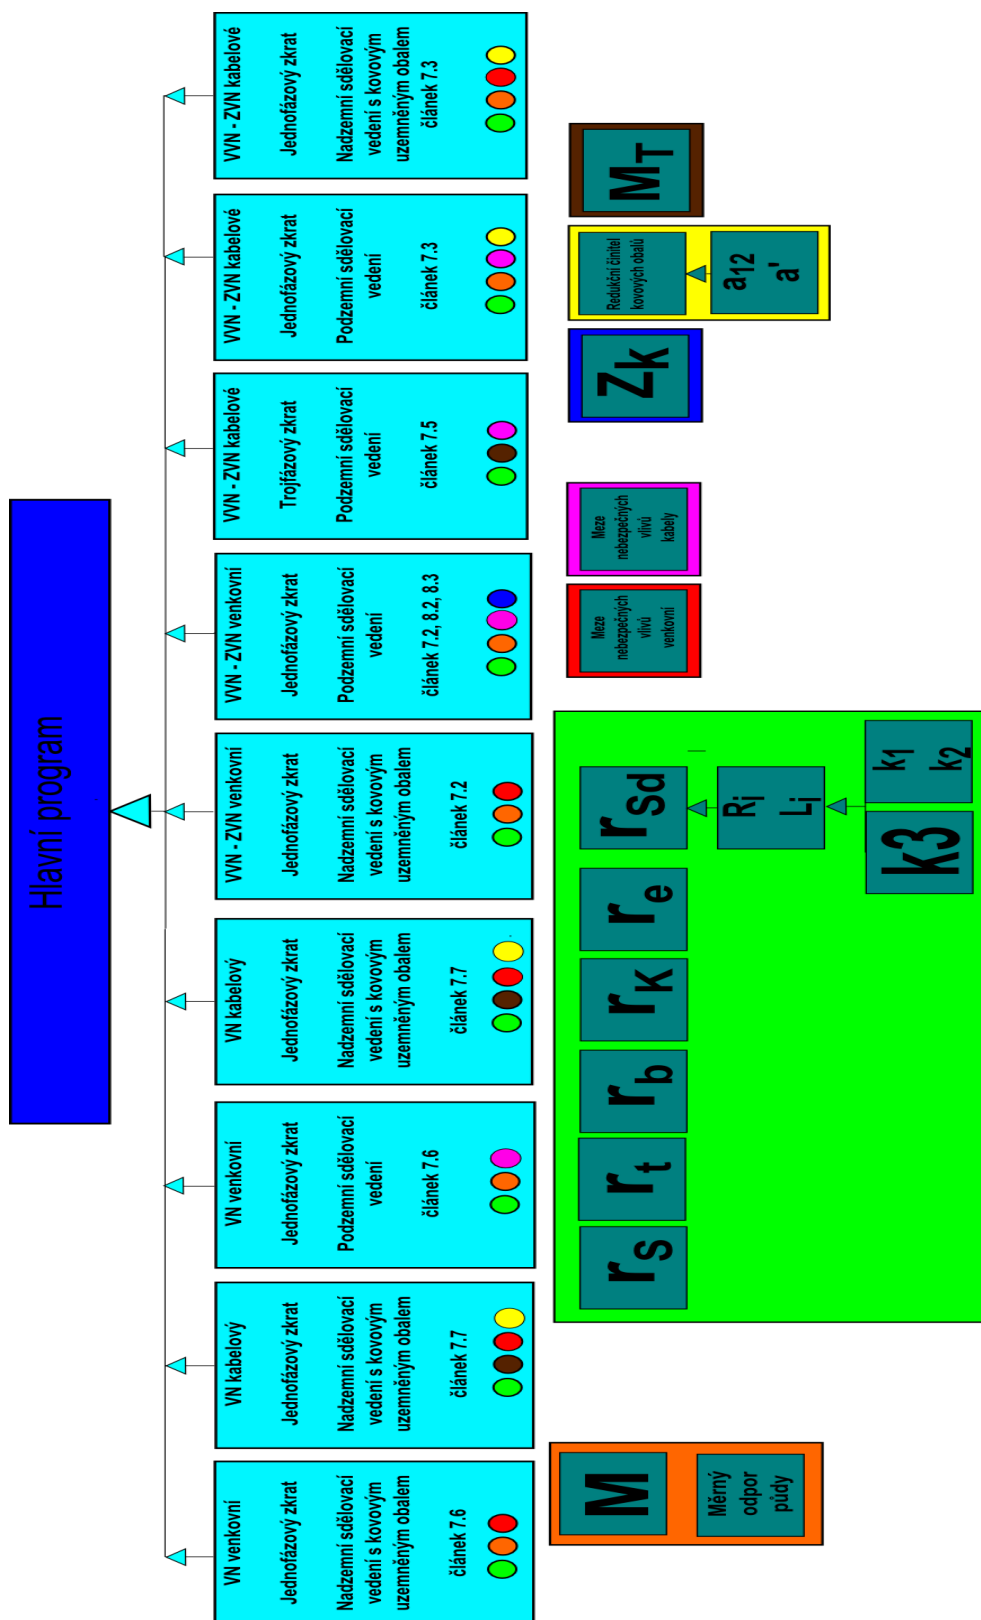 Hlavní program
VN venkovní
Jednofázový zkrat
Nadzemní sdělovací
vedení s kovovým
uzemněným obalem
článek 7.6
VN kabelový
Jednofázový zkrat
Nadzemní sdělovací
vedení s kovovým
uzemněným obalem
článek 7.7
VN venkovní
Jednofázový zkrat
Podzemní sdělovací
vedení
článek 7.6
VN kabelový
Jednofázový zkrat
Nadzemní sdělovací
vedení s kovovým
uzemněným obalem
článek 7.7
VVN - ZVN venkovní
Jednofázový zkrat
Nadzemní sdělovací
vedení s kovovým
uzemněným obalem
článek 7.2
VVN - ZVN venkovní
Jednofázový zkrat
Podzemní sdělovací
vedení
článek 7.2, 8.2, 8.3
VVN - ZVN kabelové
Trojfázový zkrat
Podzemní sdělovací
vedení
článek 7.5
VVN - ZVN kabelové
Jednofázový zkrat
Podzemní sdělovací
vedení
článek 7.3
VVN - ZVN kabelové
Jednofázový zkrat
Nadzemní sdělovací
vedení s kovovým
uzemněným obalem
článek 7.3
M
Měrný
odpor
púdy
rS
rt
rb
rK
re
rSd
Rj
Lj
k3
k1
k2
Meze
nebezpečných
vlivú
venkovní
Meze
nebezpečných
vlivú
kabely
Zk
Redukční činitel
kovových obalů
a12
a'
MT